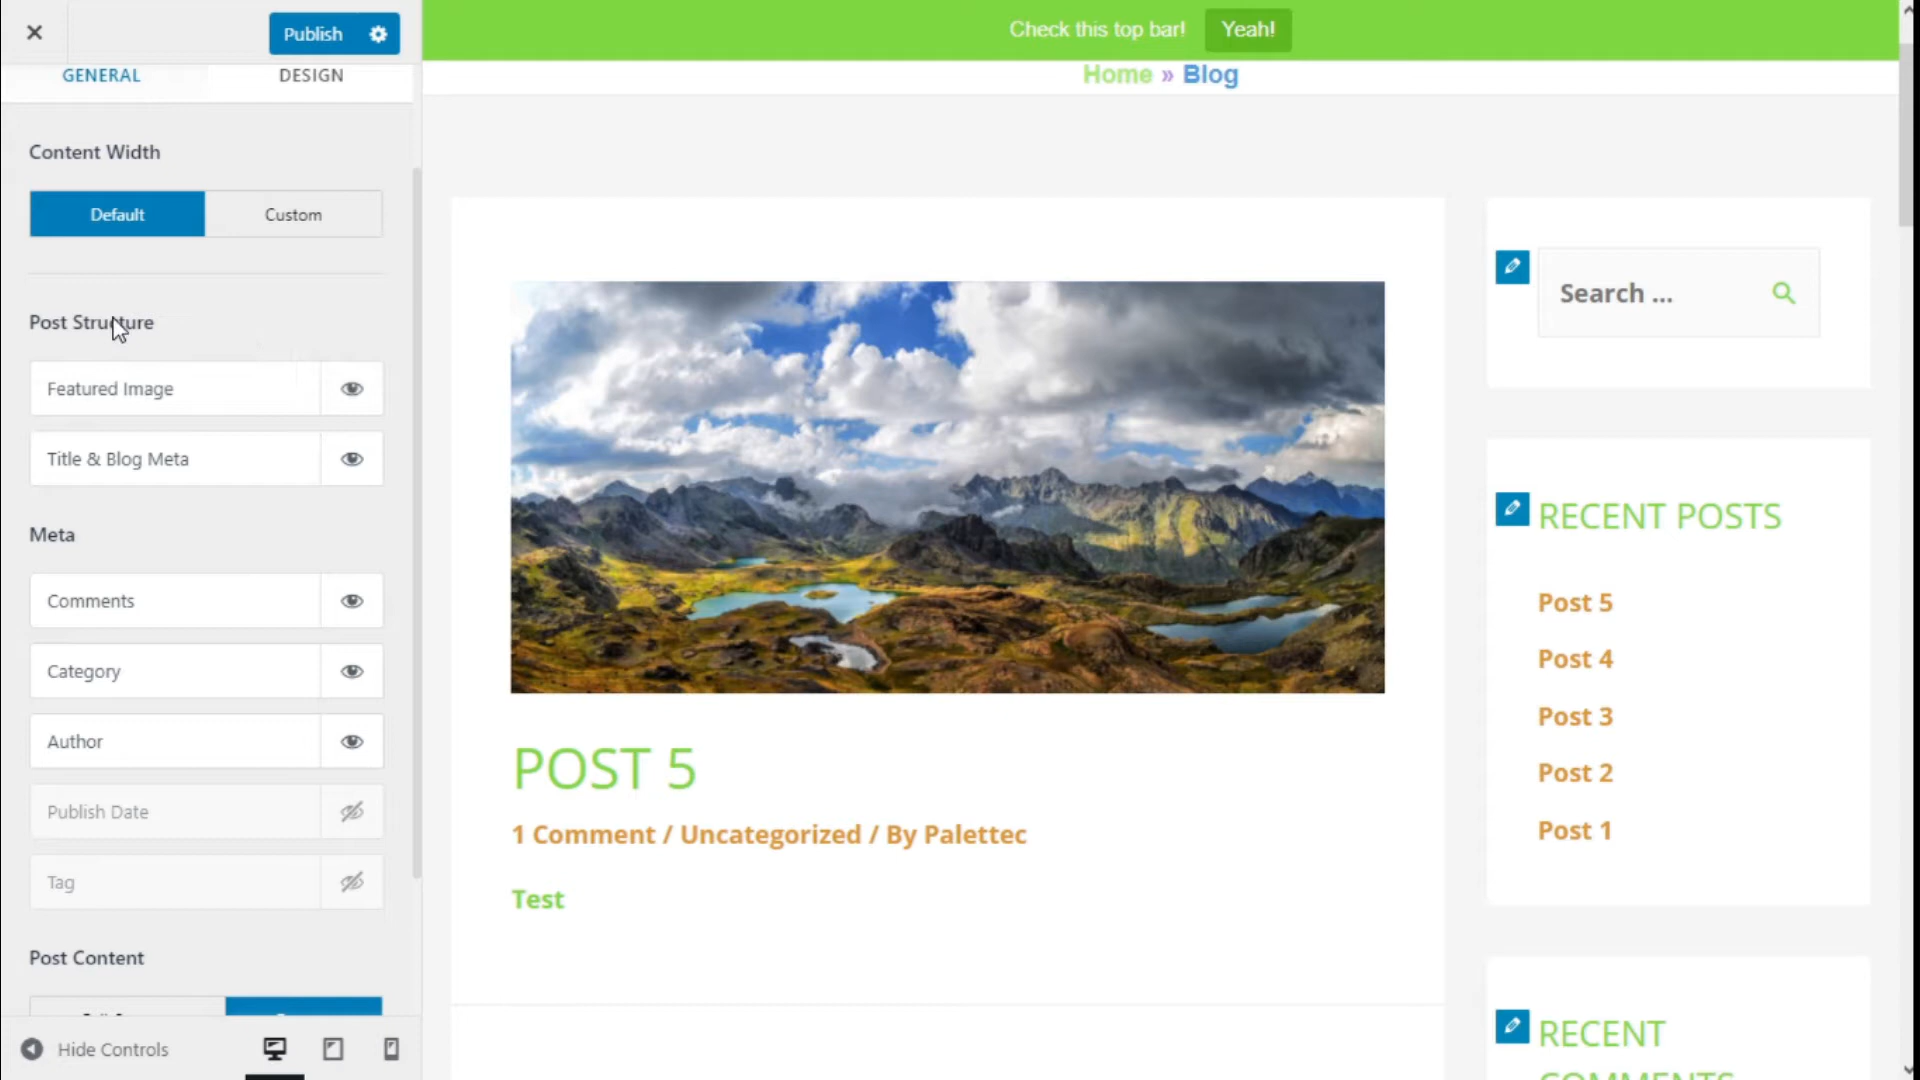 Publish
GENERAL
DESIGN
Content Width
Default
Custom
Post Structure
Featured Image
Title & Blog Meta
Meta
Comments
Category
Author
Publish Date
Tag
Post Content
Hide Controls
Check this top bar!
Yeah!
Home » Blog
POST 5
1 Comment / Uncategorized / By Palettec
Test
Search ...
RECENT POSTS
Post 5
Post 4
Post 3
Post 2
Post 1
RECENT
COMMENTS